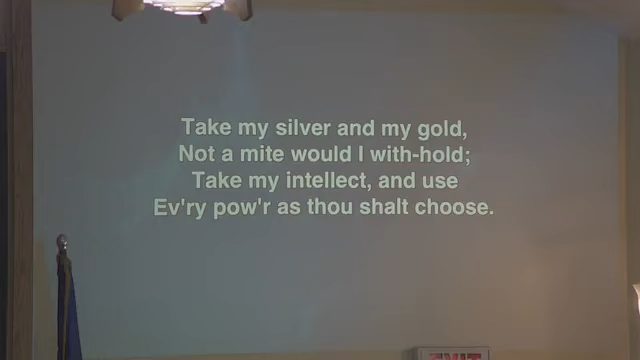 Take my silver and my gold,
Not a mite would I with-hold;
Take my intellect, and use
Ev'ry pow'r as thou shalt choose.
EXIT